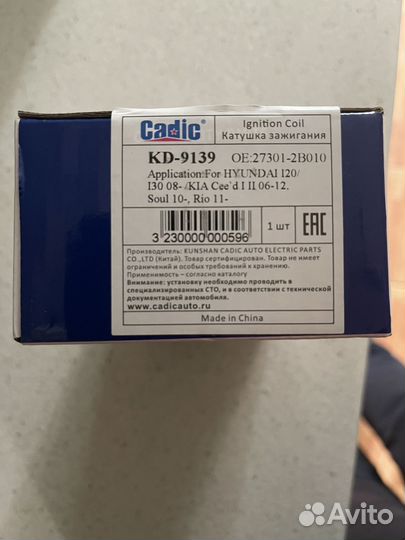 Cadic
Ignition Coil
Катушка зажигания
KD-9139 OE:27301-2B010
Application:For HYUNDAI I20/
I30 08- /KIA Cee`d I II 06-12,
Soul 10-, Rio 11-
3 230000 000596
1 шт
EAC
Производитель: KUNSHAN CADIC AUTO ELECTRIC PARTS
CO.,LTD (Китай). Товар сертифицирован. Товар не имеет
ограничений и особых требований к хранению.
Применимость – согласно каталогу
Внимание: установку необходимо проводить в
специализированных СТО, и в соответствии с технической
документацией автомобиля.
www.cadicauto.ru
Made in China
Avito